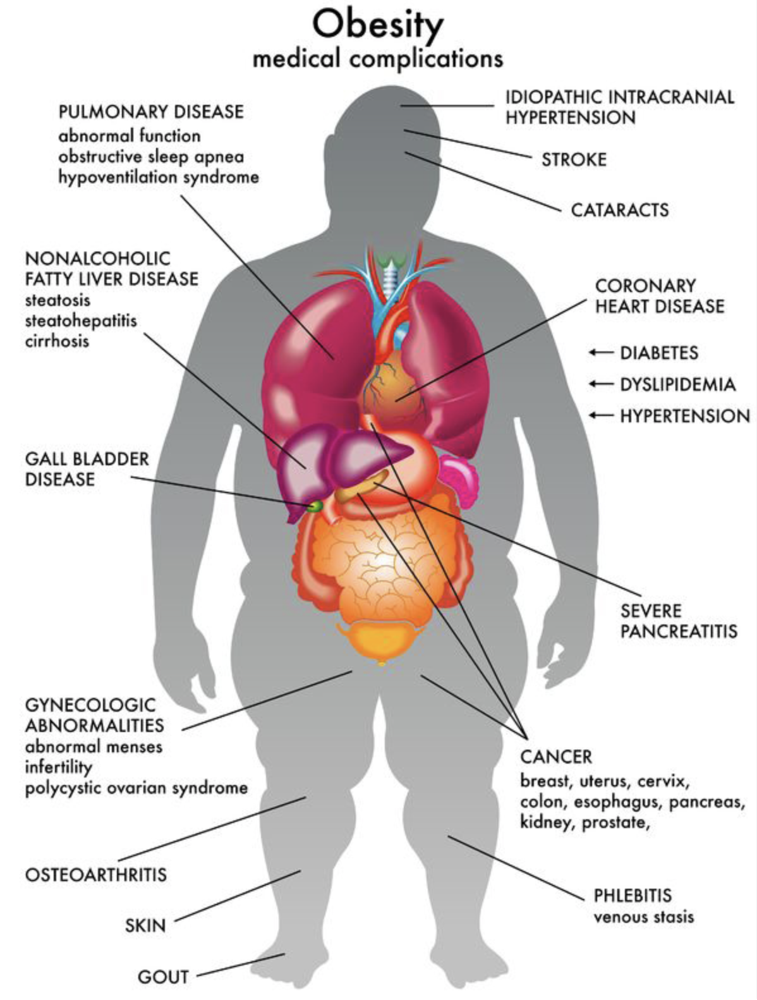 Obesity
medical complications
PULMONARY DISEASE
abnormal function
obstructive sleep apnea
hypoventilation syndrome
IDIOPATHIC INTRACRANIAL
HYPERTENSION
STROKE
CATARACTS
NONALCOHOLIC
FATTY LIVER DISEASE
steatosis
steatohepatitis
cirrhosis
CORONARY
HEART DISEASE
DIABETES
DYSLIPIDEMIA
HYPERTENSION
GALL BLADDER
DISEASE
SEVERE
PANCREATITIS
GYNECOLOGIC
ABNORMALITIES
abnormal menses
infertility
polycystic ovarian syndrome
CANCER
breast, uterus, cervix,
colon, esophagus, pancreas,
kidney, prostate,
OSTEOARTHRITIS
PHLEBITIS
venous stasis
SKIN
GOUT